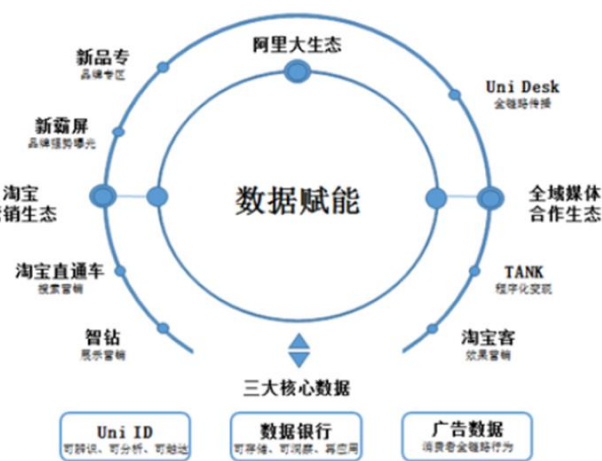 阿里大生态
新品专
品牌专区
Uni Desk
全链路传播
新霸屏
品牌强势曝光
淘宝
营销生态
数据赋能
全域媒体
合作生态
淘宝直通车
搜索营销
TANK
程序化变现
智钻
展示营销
淘宝客
效果营销
三大核心数据
Uni ID
可辨识、可分析、可触达
数据银行
可存储、可洞察、再应用
广告数据
消费者全链路行为